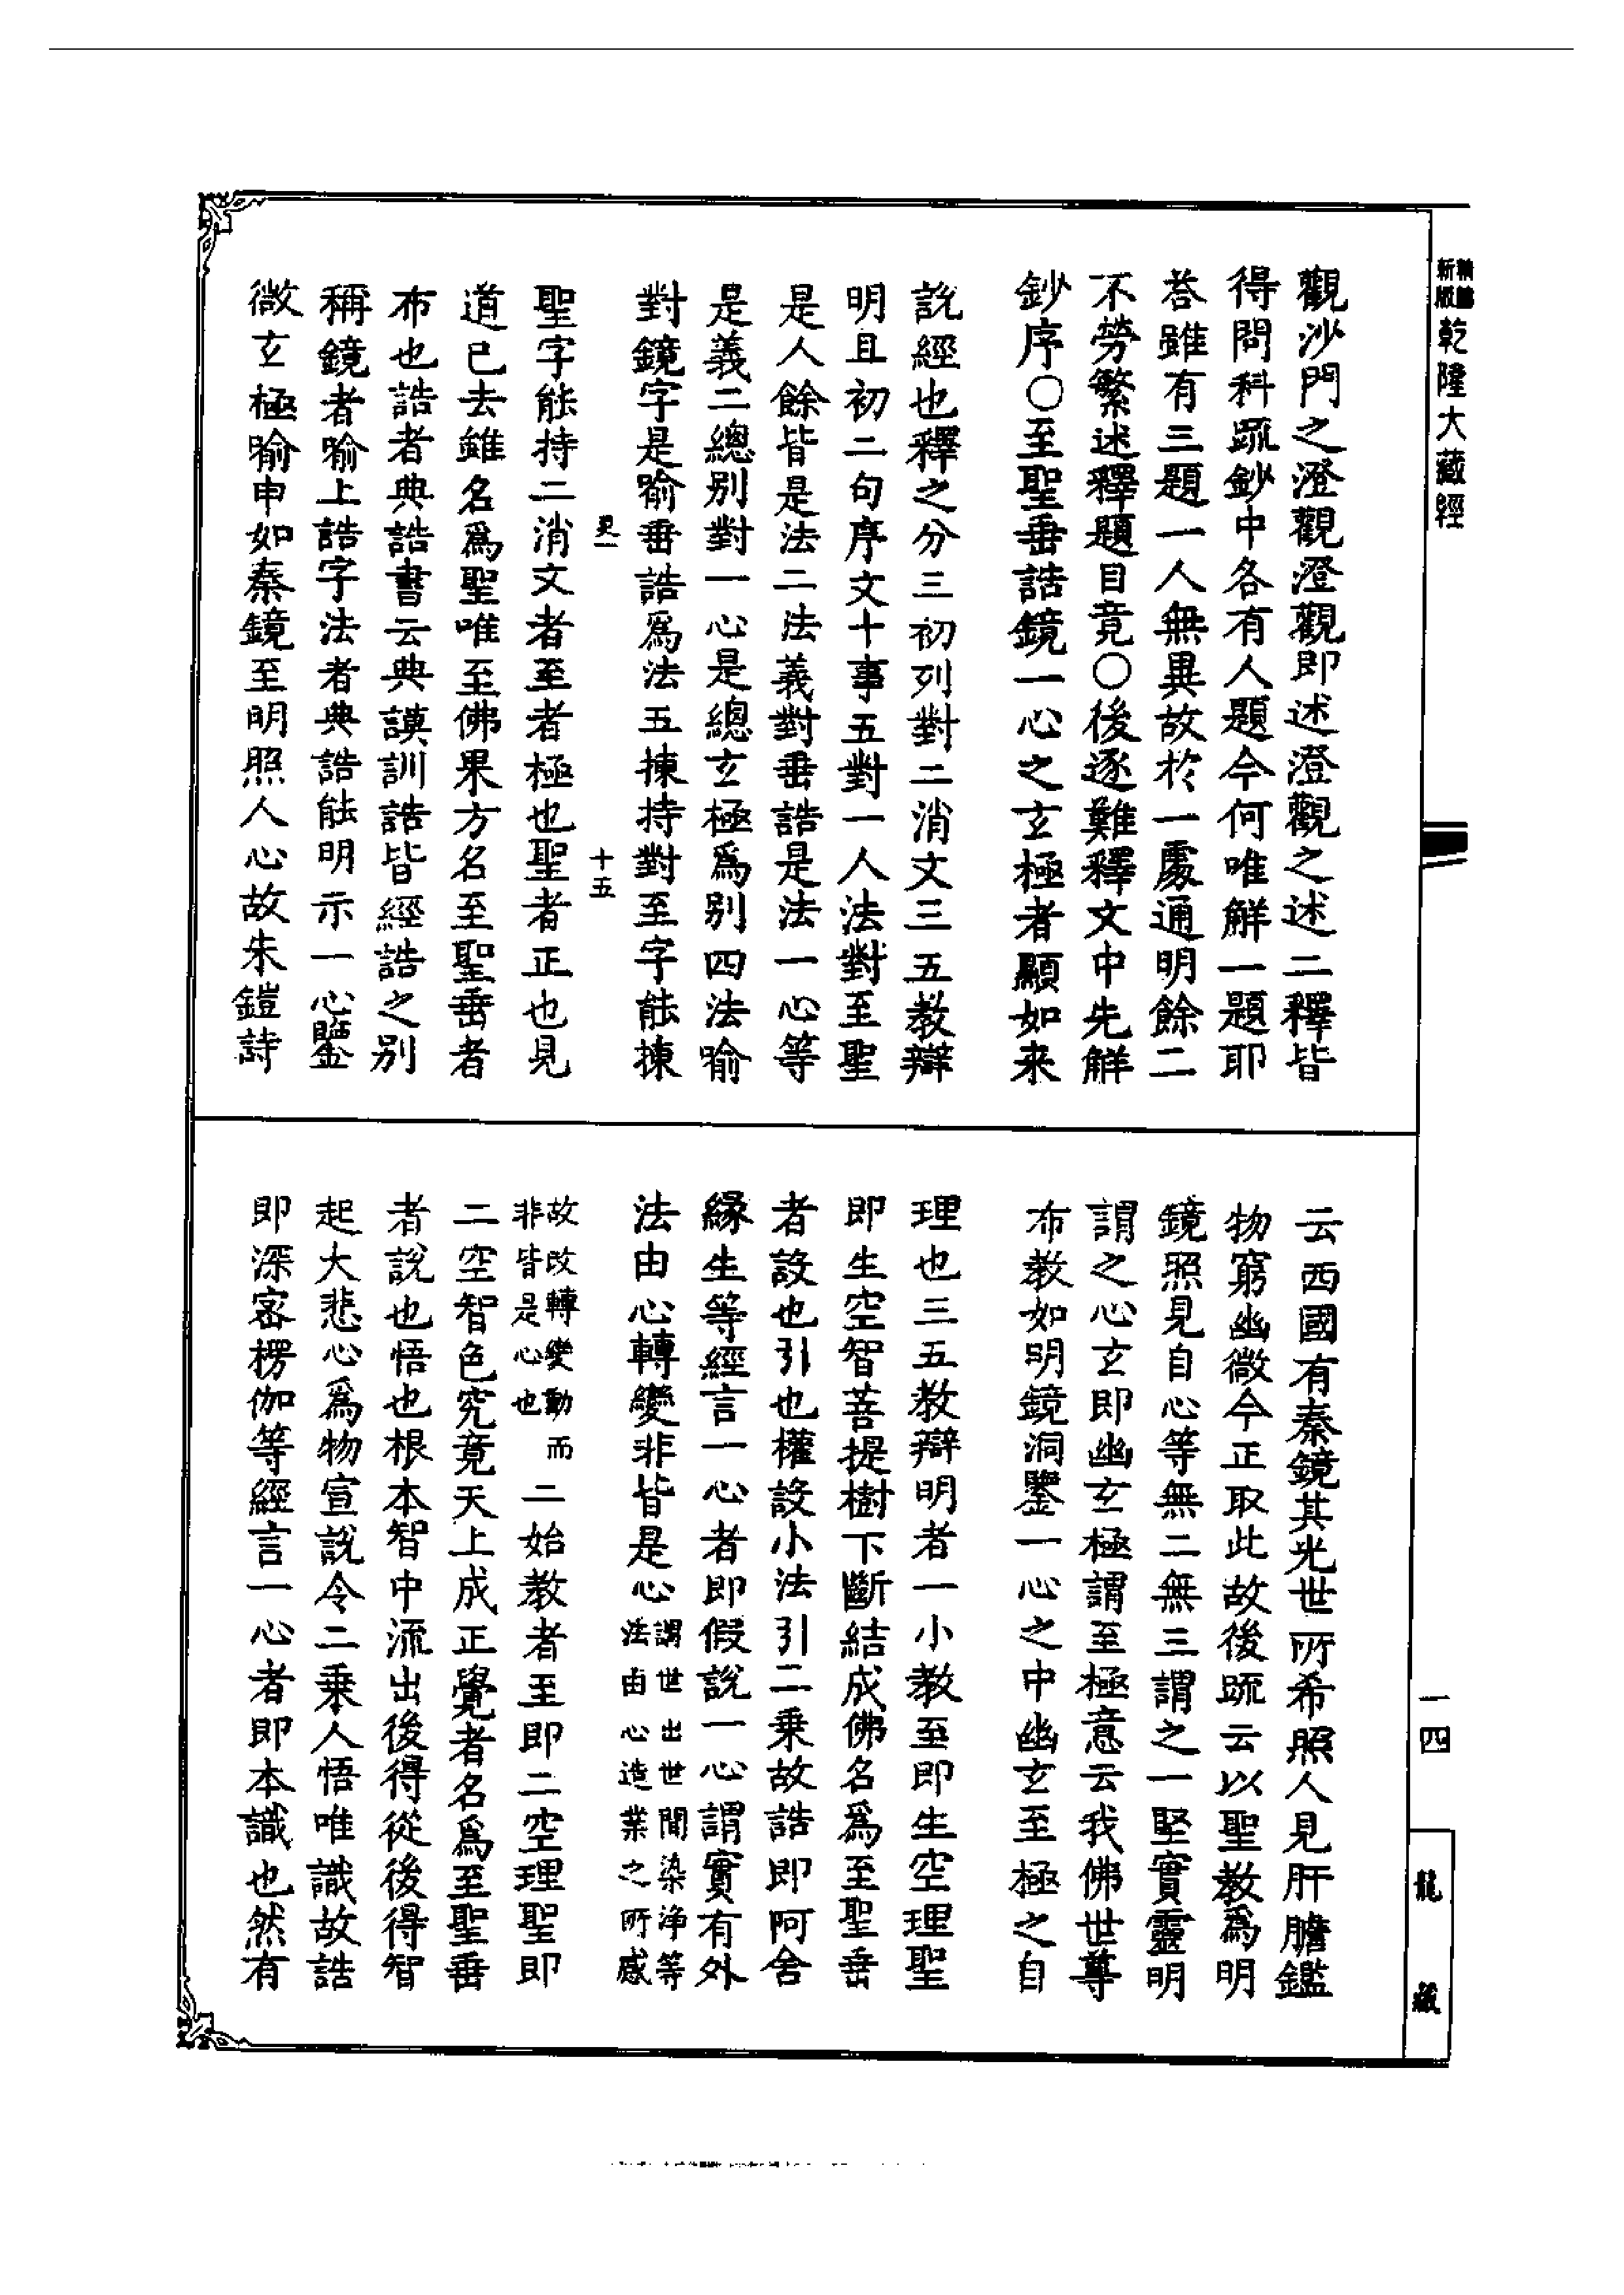 新版
乾隆大藏經
觀沙門之澄觀澄觀即述澄觀之述二釋皆
得問科䟽鈔中各有人題今何唯觧一題耶
荅雖有三題一人無異故於一處通明餘二
不勞繁述釋題目竟○後逐難釋文中先觧
鈔序○至聖垂誥鏡一心之玄極者顯如来
說經也釋之分三初列對二消文三五教辯
明且初二句序文十事五對一人法對至聖
是人餘皆是法二法義對垂誥是法一心等
是義二總别對一心是總玄極爲别四法喻
對鏡字是喻垂誥爲法五揀持對至字能揀
更一
十五
聖字能持二消文者至者極也聖者正也見
道已去雖名爲聖唯至佛果方名至聖垂者
布也誥者典誥書云典謨訓誥皆經誥之别
稱鏡者喻上誥字法者典誥能明示一心鑒
微玄極喻申如秦鏡至明照人心故朱鎧詩
云西國有秦鏡其光世所希照人見肝膽鑑
物窮幽微今正取此故後䟽云以聖教爲明
鏡照見自心等無二無三謂之一堅實靈明
謂之心玄即幽玄極謂至極意云我佛世尊
布教如明鏡洞鑒一心之中幽玄至極之自
理也三五教辯明者一小教至即生空理聖
即生空智菩提樹下斷結成佛名爲至聖垂
者設也引也權設小法引二乗故誥即阿含
緣生等經言一心者即假說一心謂實有外
法由心轉變非皆是心謂世出世間染淨等法由心造業之所感
故改轉變動而非皆是心也二始教者至即二空理聖即
二空智色究竟天上成正覺者名爲至聖垂
者說也悟也根本智中流出後得從後得智
起大悲心爲物宣說令二乗人悟唯識故誥
即深宻楞伽等經言一心者即本識也然有
一四
龍藏